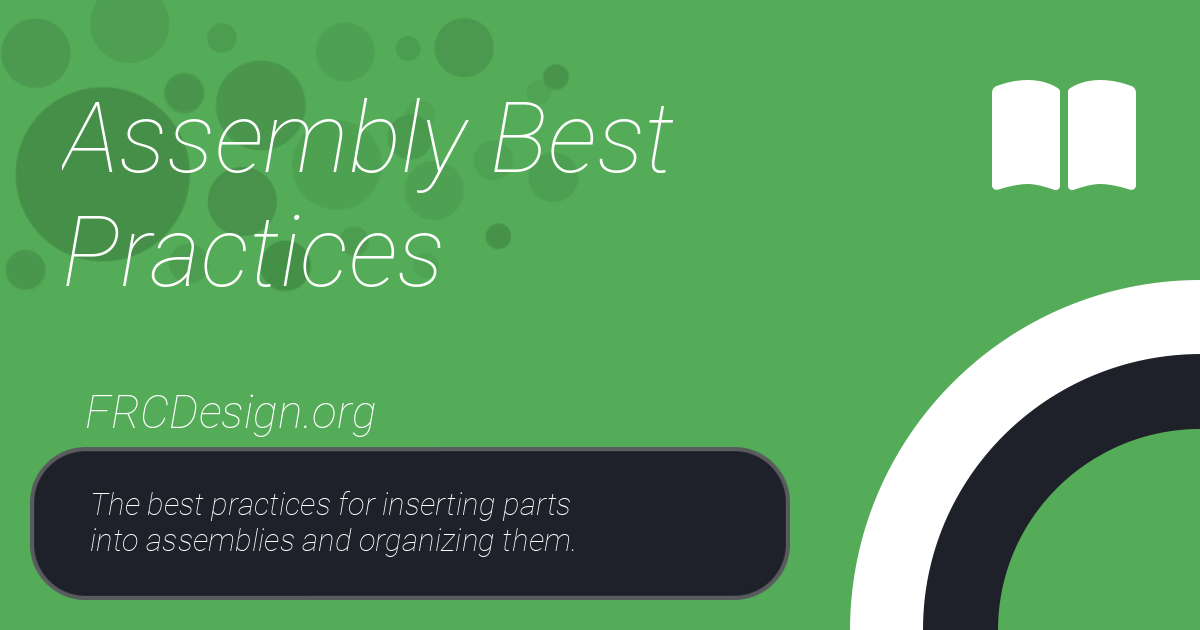 Assembly Best
Practices
FRCDesign.org
The best practices for inserting parts
into assemblies and organizing them.